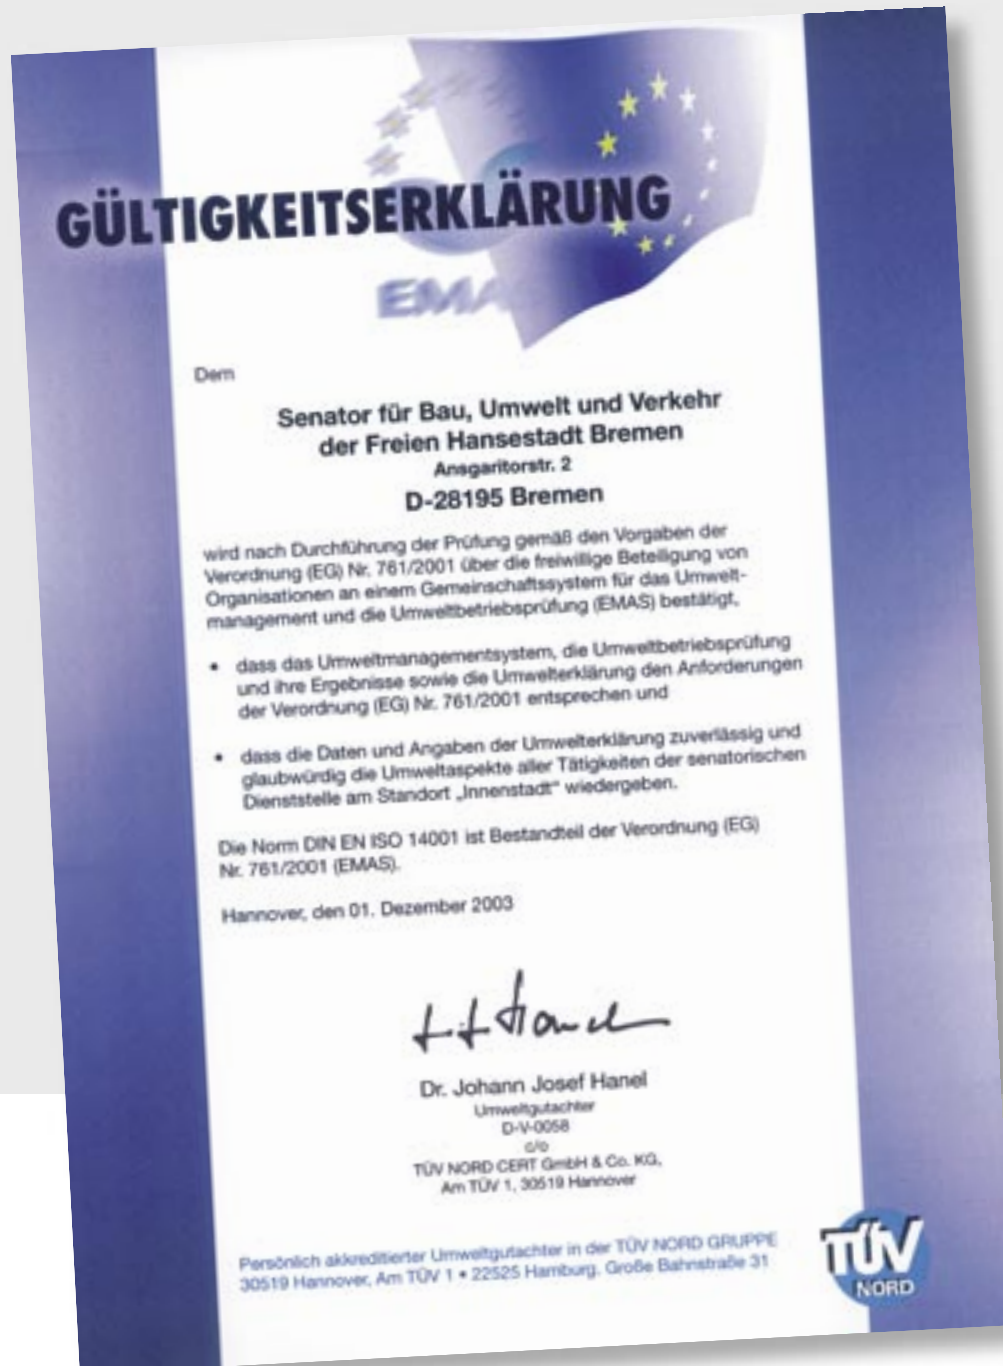 GÜLTIGKEITSERKLÄRUNG
EMAS
Dem
Senator für Bau, Umwelt und Verkehr
der Freien Hansestadt Bremen
Ansgaritorstr. 2
D-28195 Bremen
wird nach Durchführung der Prüfung gemäß den Vorgaben der
Verordnung (EG) Nr. 761/2001 über die freiwillige Beteiligung von
Organisationen an einem Gemeinschaftssystem für das Umwelt-
management und die Umweltbetriebsprüfung (EMAS) bestätigt,
• dass das Umweltmanagementsystem, die Umweltbetriebsprüfung
und ihre Ergebnisse sowie die Umwelterklärung den Anforderungen
der Verordnung (EG) Nr. 761/2001 entsprechen und
• dass die Daten und Angaben der Umwelterklärung zuverlässig und
glaubwürdig die Umweltaspekte aller Tätigkeiten der senatorischen
Dienststelle am Standort „Innenstadt“ wiedergeben.
Die Norm DIN EN ISO 14001 ist Bestandteil der Verordnung (EG)
Nr. 761/2001 (EMAS).
Hannover, den 01. Dezember 2003
Dr. Johann Josef Hanel
Umweltgutachter
D-V-0058
c/o
TÜV NORD CERT GmbH & Co. KG,
Am TÜV 1, 30519 Hannover
Persönlich akkreditierter Umweltgutachter in der TÜV NORD GRUPPE
30519 Hannover, Am TÜV 1 • 22525 Hamburg, Große Bahnstraße 31
TÜV
NORD